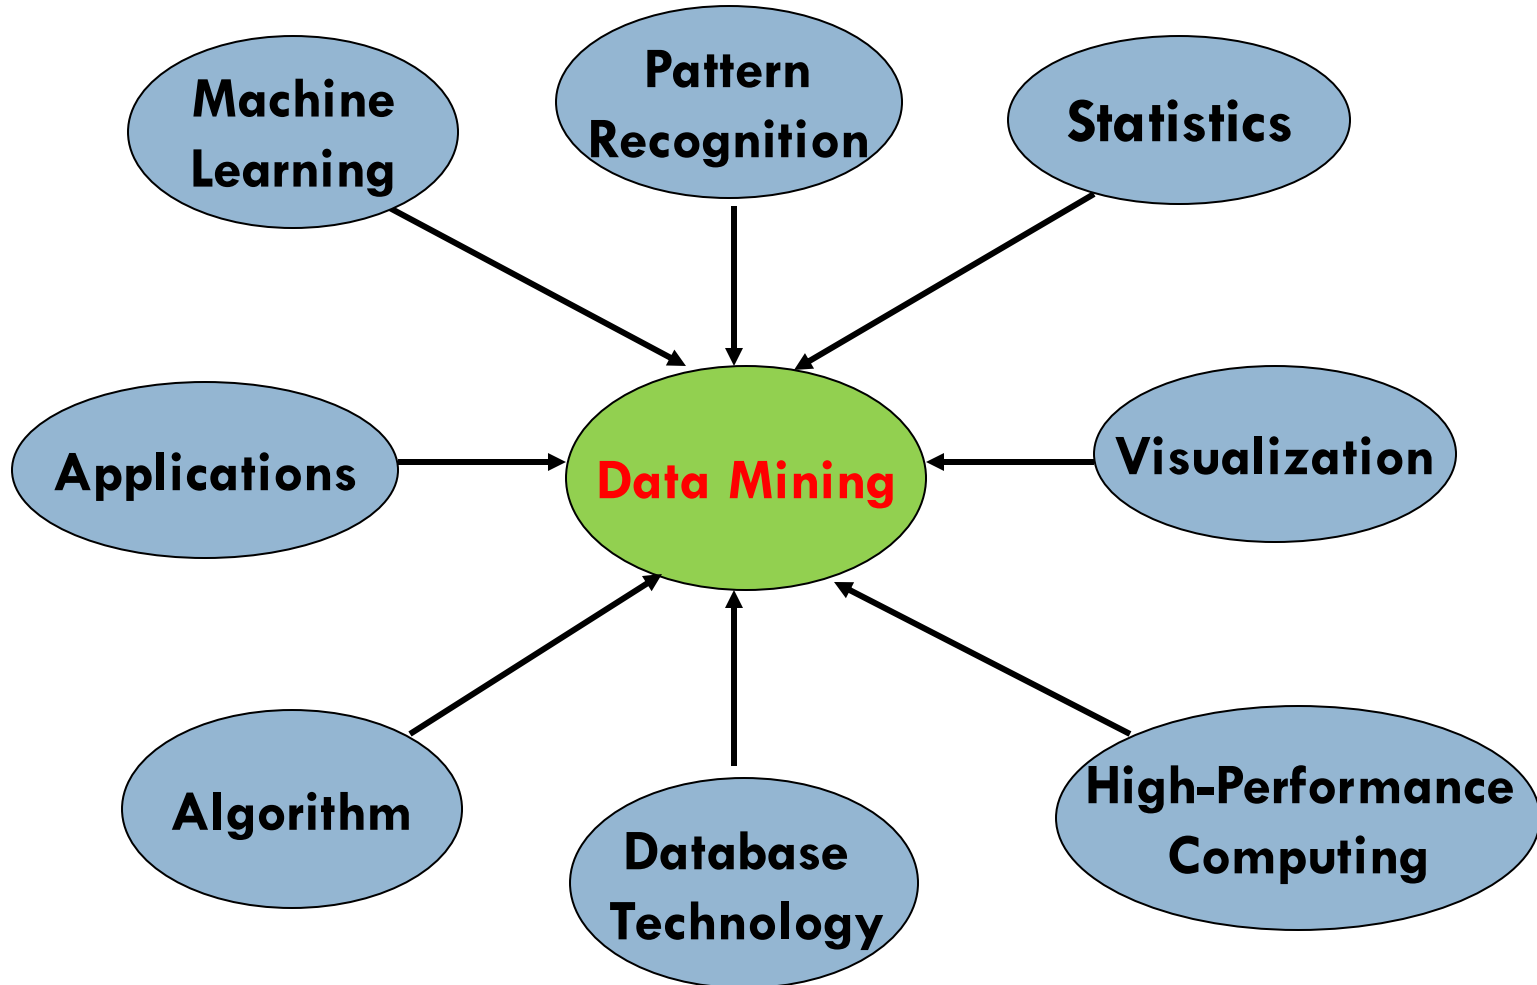 Machine
Learning
Pattern
Recognition
Statistics
Applications
Data Mining
Visualization
Algorithm
Database
Technology
High-Performance
Computing